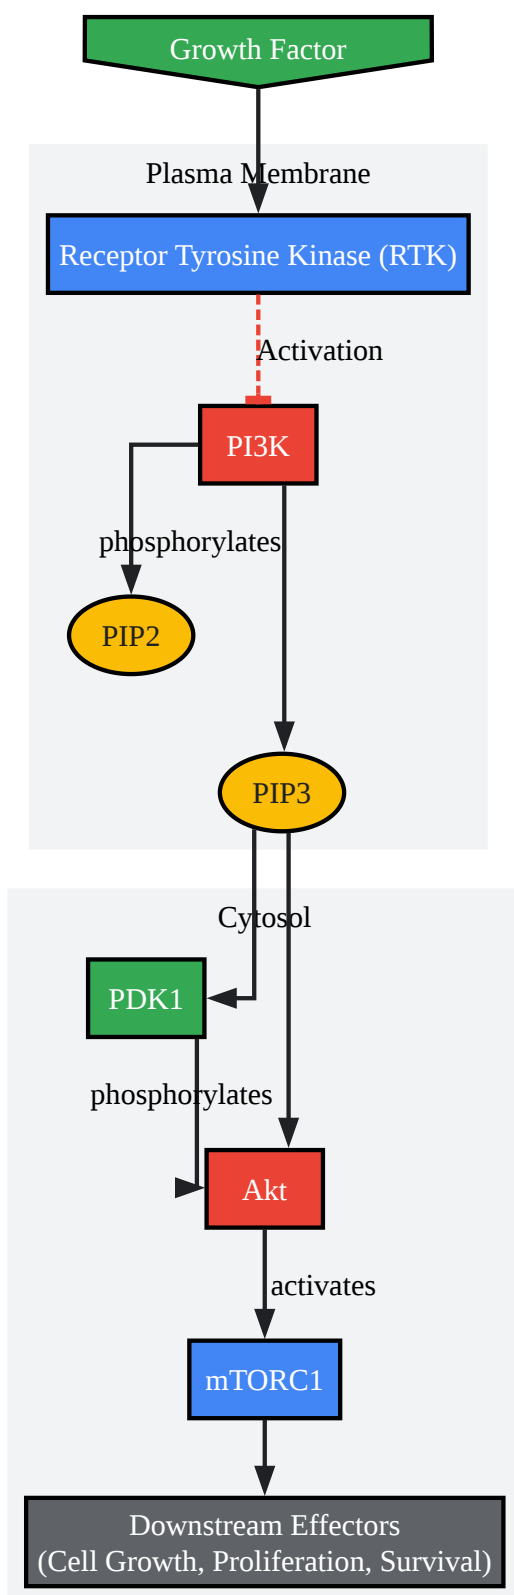 Growth Factor
Plasma Membrane
Receptor Tyrosine Kinase (RTK)
Activation
PI3K
phosphorylates
PIP2
PIP3
Cytosol
PDK1
phosphorylates
Akt
activates
mTORC1
Downstream Effectors
(Cell Growth, Proliferation, Survival)